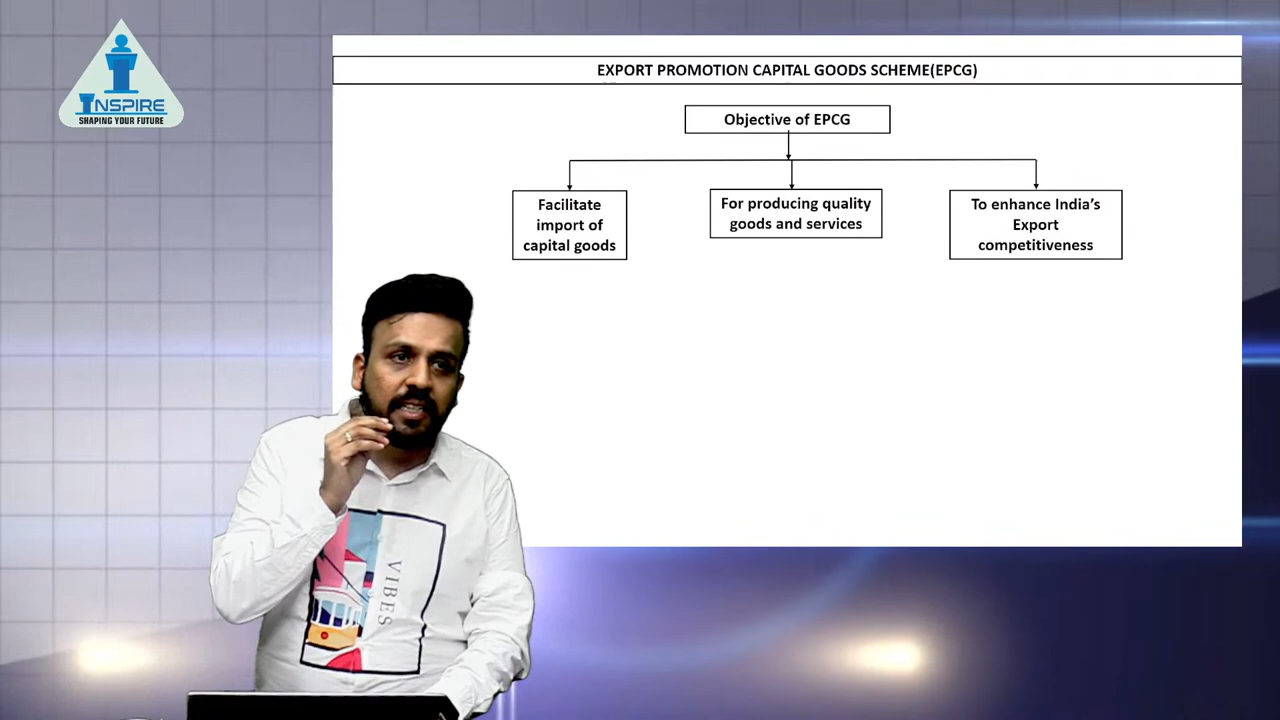 INSPIRE
SHAPING YOUR FUTURE
EXPORT PROMOTION CAPITAL GOODS SCHEME(EPCG)
Objective of EPCG
Facilitate
import of
capital goods
For producing quality
goods and services
To enhance India’s
Export
competitiveness
VIBES